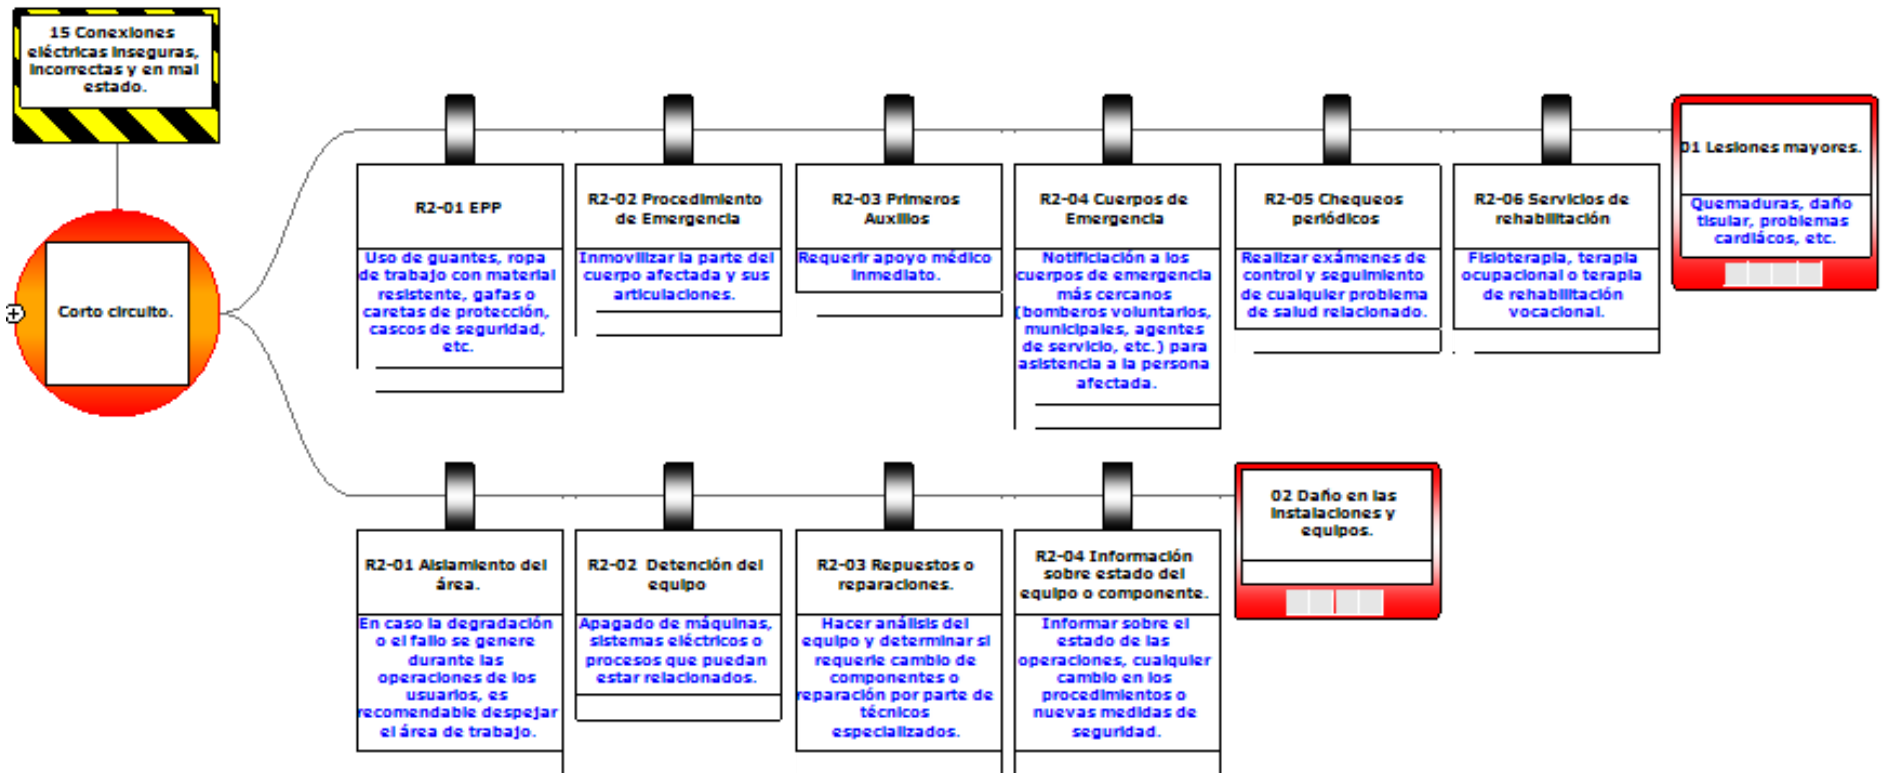 15 Conexiones
eléctricas inseguras,
incorrectas y en mal
estado.
Corto circuito.
R2-01 EPP
Uso de guantes, ropa
de trabajo con material
resistente, gafas o
caretas de protección,
cascos de seguridad,
etc.
R2-02 Procedimiento
de Emergencia
Inmovilizar la parte del
cuerpo afectada y sus
articulaciones.
R2-03 Primeros
Auxilios
Requerir apoyo médico
inmediato.
R2-04 Cuerpos de
Emergencia
Notificiación a los
cuerpos de emergencia
más cercanos
(bomberos voluntarios,
municipales, agentes
de servicio, etc.) para
asistencia a la persona
afectada.
R2-05 Chequeos
periódicos
Realizar exámenes de
control y seguimiento
de cualquier problema
de salud relacionado.
R2-06 Servicios de
rehabilitación
Fisioterapia, terapia
ocupacional o terapia
de rehabilitación
vocacional.
01 Lesiones mayores.
Quemaduras, daño
tisular, problemas
cardíacos, etc.
R2-01 Aislamiento del
área.
En caso la degradación
o el fallo se genere
durante las
operaciones de los
usuarios, es
recomendable despejar
el área de trabajo.
R2-02 Detención del
equipo
Apagado de máquinas,
sistemas eléctricos o
procesos que puedan
estar relacionados.
R2-03 Repuestos o
reparaciones.
Hacer análisis del
equipo y determinar si
requerie cambio de
componentes o
reparación por parte de
técnicos
especializados.
R2-04 Información
sobre estado del
equipo o componente.
Informar sobre el
estado de las
operaciones, cualquier
cambio en los
procedimientos o
nuevas medidas de
seguridad.
02 Daño en las
instalaciones y
equipos.